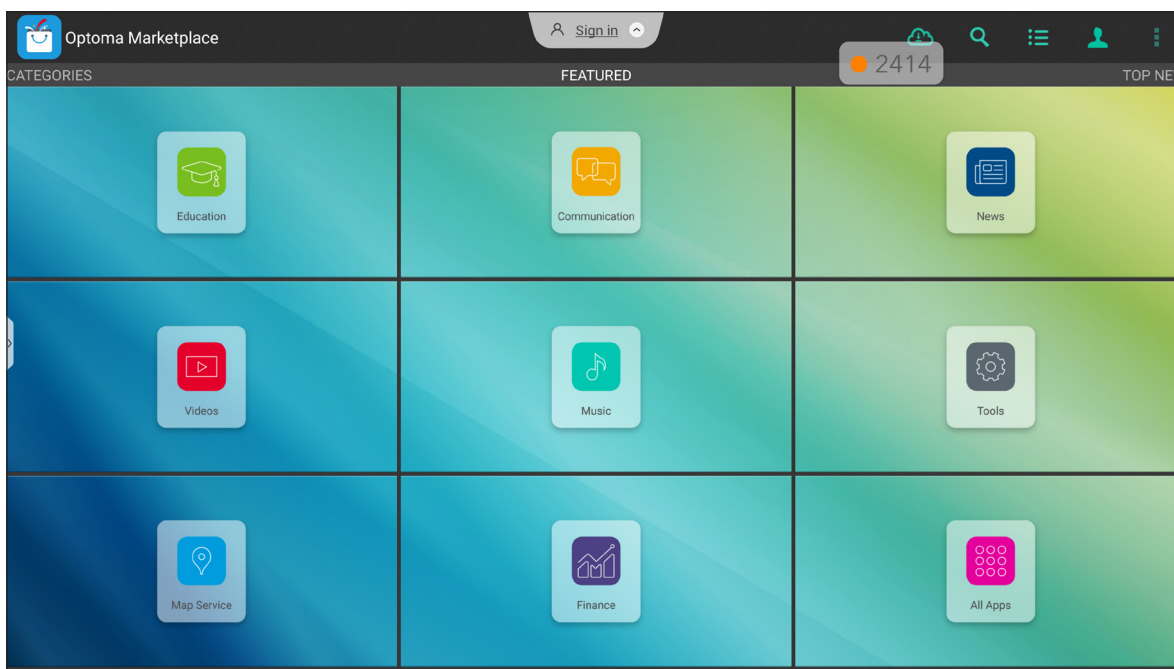 Optoma Marketplace
Sign in
2414
CATEGORIES
FEATURED
TOP NE
Education
Communication
News
Videos
Music
Tools
Map Service
Finance
All Apps